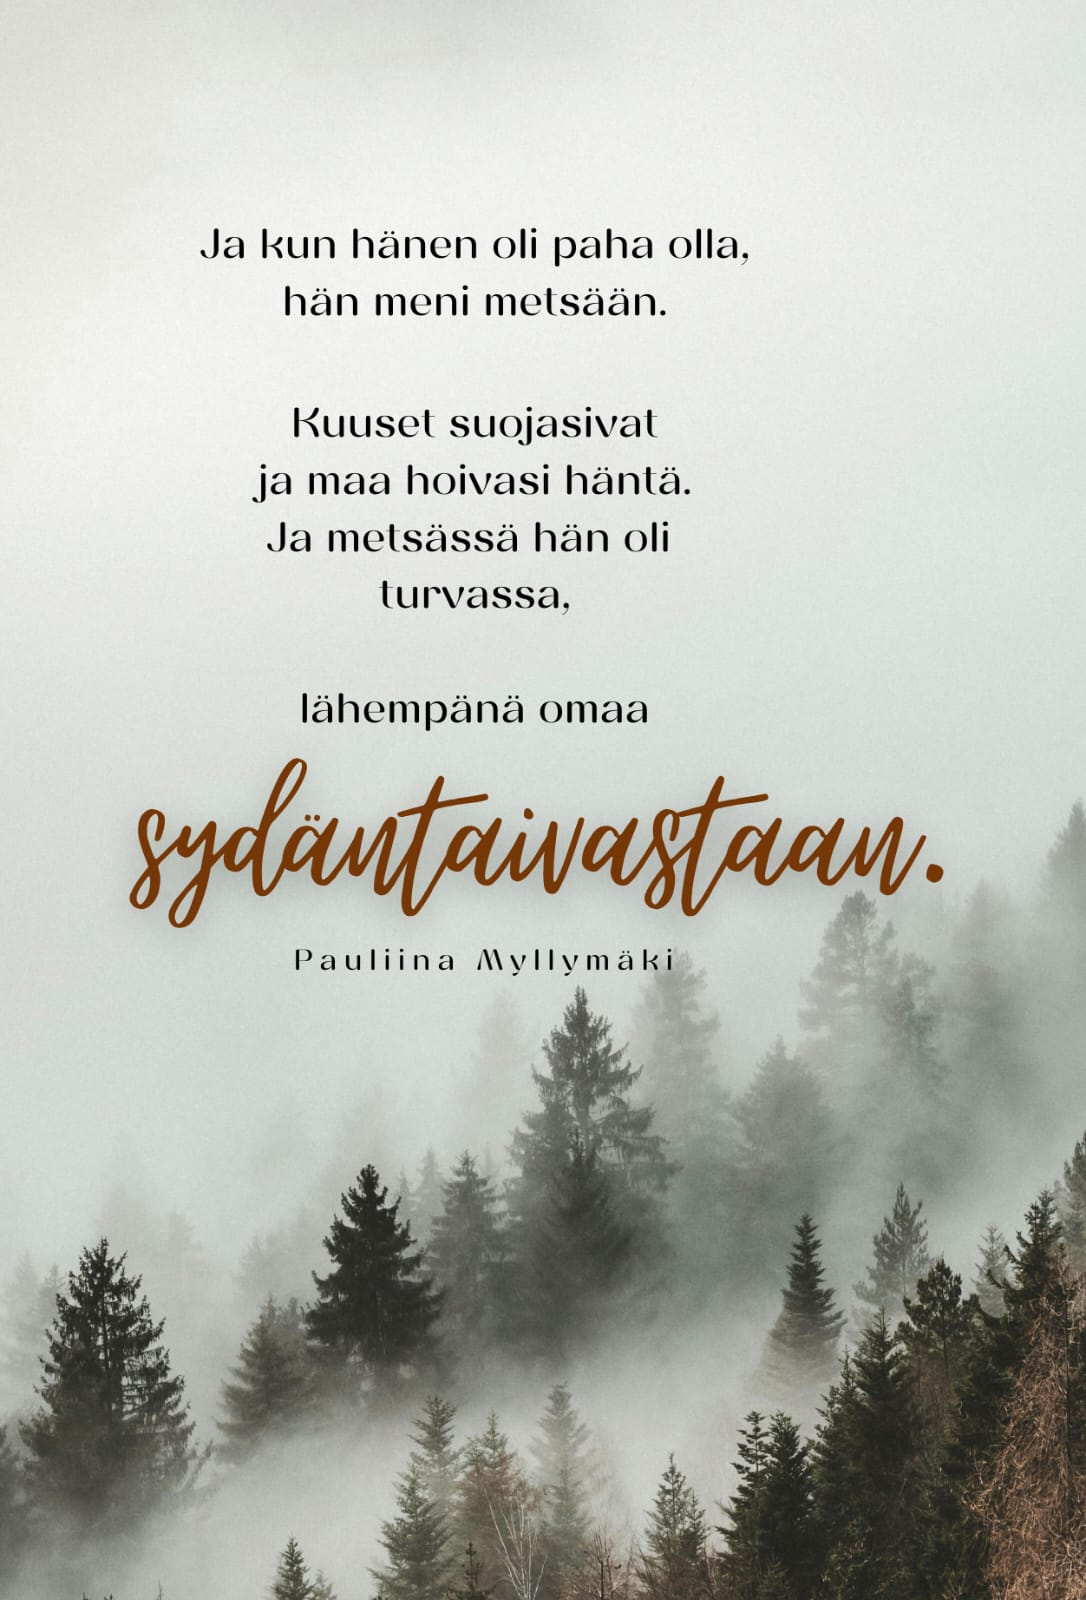 Ja kun hänen oli paha olla,
hän meni metsään.
Kuuset suojasivat
ja maa hoivasi häntä.
Ja metsässä hän oli
turvassa,
lähempänä omaa
sydäntaivastaan.
Pauliina Myllymäki